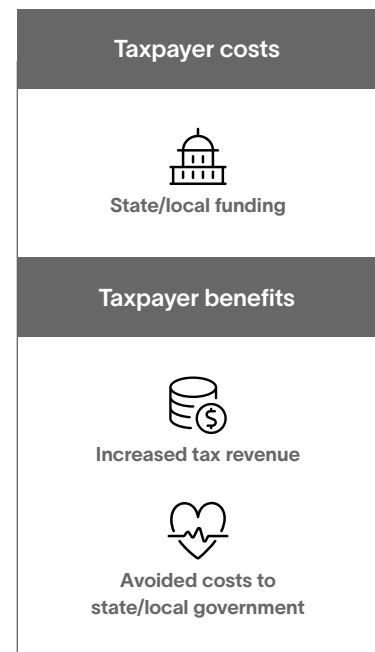 Taxpayer costs
State/local funding
Taxpayer benefits
$
Increased tax revenue
Avoided costs to
state/local government